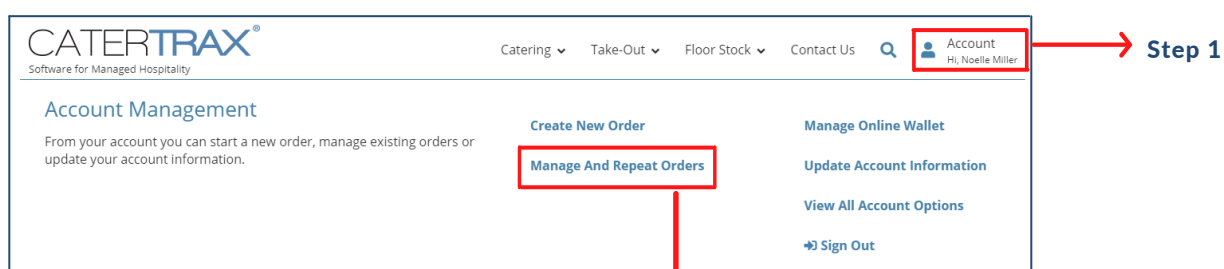 CATERTRAX®
Software for Managed Hospitality
Catering Take-Out Floor Stock Contact Us Account
Hi, Noelle Miller
Step 1
Account Management
From your account you can start a new order, manage existing orders or
update your account information.
Create New Order
Manage And Repeat Orders
Manage Online Wallet
Update Account Information
View All Account Options
Sign Out